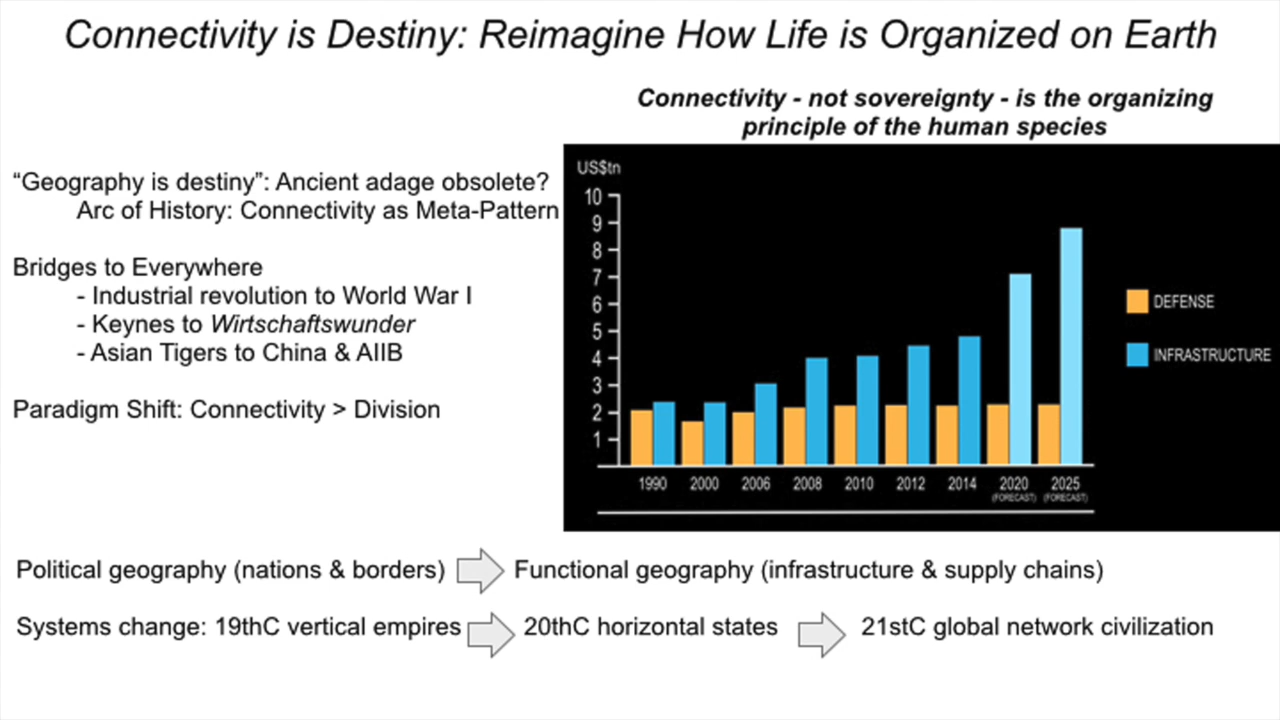 Connectivity is Destiny: Reimagine How Life is Organized on Earth
Connectivity - not sovereignty - is the organizing
principle of the human species
“Geography is destiny”: Ancient adage obsolete?
Arc of History: Connectivity as Meta-Pattern
Bridges to Everywhere
- Industrial revolution to World War I
- Keynes to Wirtschaftswunder
- Asian Tigers to China & AIIB
Paradigm Shift: Connectivity > Division
US$tn
10
9
8
7
6
5
4
3
2
1
1990 2000 2006 2008 2010 2012 2014 2020 2025
(FORECAST) (FORECAST)
DEFENSE
INFRASTRUCTURE
Political geography (nations & borders) Functional geography (infrastructure & supply chains)
Systems change: 19thC vertical empires 20thC horizontal states 21stC global network civilization